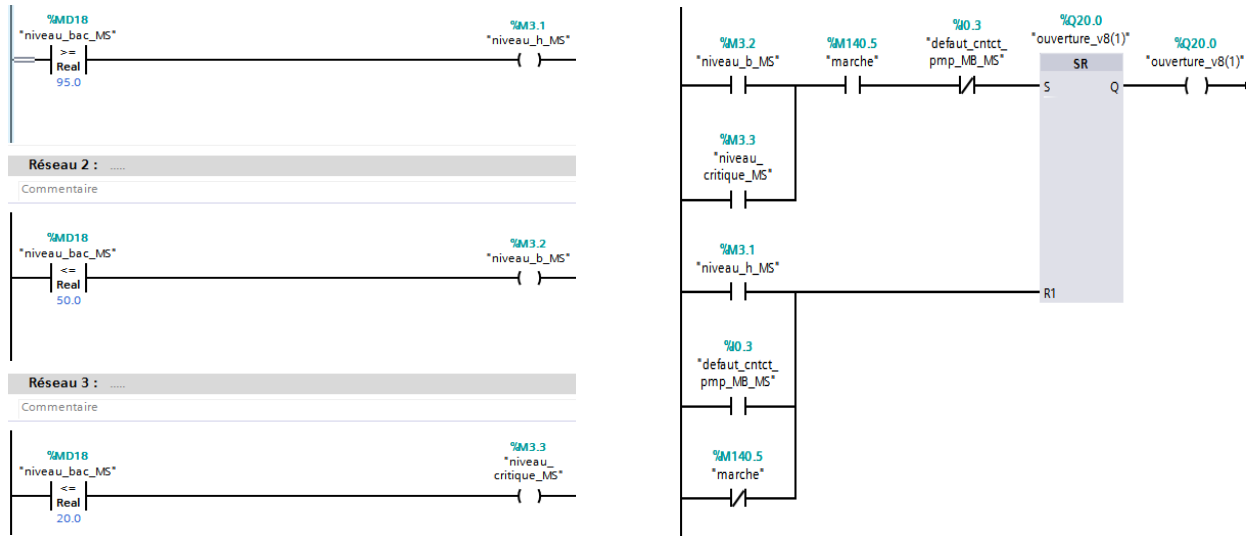 %MD18
"niveau_bac_MS"
>=
Real
95.0
%M3.1
"niveau_h_MS"
Réseau 2 : .....
Commentaire
%MD18
"niveau_bac_MS"
<=
Real
50.0
%M3.2
"niveau_b_MS"
Réseau 3 : .....
Commentaire
%MD18
"niveau_bac_MS"
<=
Real
20.0
%M3.3
"niveau_
critique_MS"
%M3.2
"niveau_b_MS"
%M140.5
"marche"
%I0.3
"defaut_cntct_
pmp_MB_MS"
%Q20.0
"ouverture_v8(1)"
SR
S
Q
R1
%Q20.0
"ouverture_v8(1)"
%M3.3
"niveau_
critique_MS"
%M3.1
"niveau_h_MS"
%I0.3
"defaut_cntct_
pmp_MB_MS"
%M140.5
"marche"